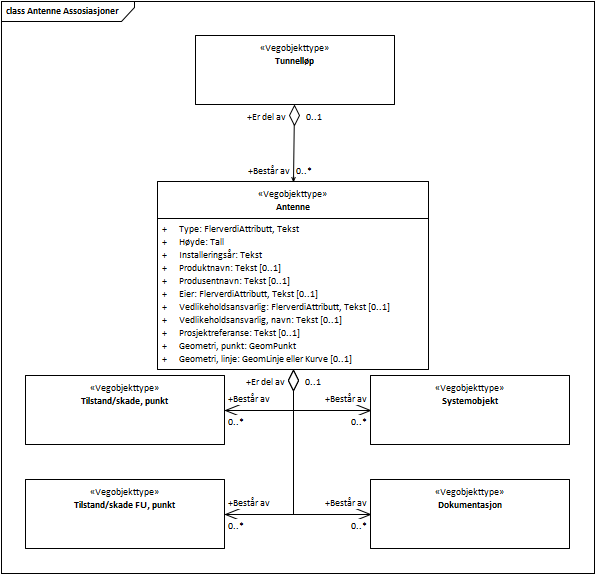 class Antenne Assosiasjoner
«Vegobjekttype»
Tunnelløp
+Er del av 0..1
+Består av 0..*
«Vegobjekttype»
Antenne
+ Type: FlerverdiAttributt, Tekst
+ Høyde: Tall
+ Installeringsår: Tekst
+ Produktnavn: Tekst [0..1]
+ Produsentnavn: Tekst [0..1]
+ Eier: FlerverdiAttributt, Tekst [0..1]
+ Vedlikeholdsansvarlig: FlerverdiAttributt, Tekst [0..1]
+ Vedlikeholdsansvarlig, navn: Tekst [0..1]
+ Prosjektreferanse: Tekst [0..1]
+ Geometri, punkt: GeomPunkt
+ Geometri, linje: GeomLinje eller Kurve [0..1]
+Er del av 0..1
«Vegobjekttype»
Tilstand/skade, punkt
+Består av
0..*
+Består av
0..*
«Vegobjekttype»
Systemobjekt
«Vegobjekttype»
Tilstand/skade FU, punkt
+Består av
0..*
+Består av
0..*
«Vegobjekttype»
Dokumentasjon